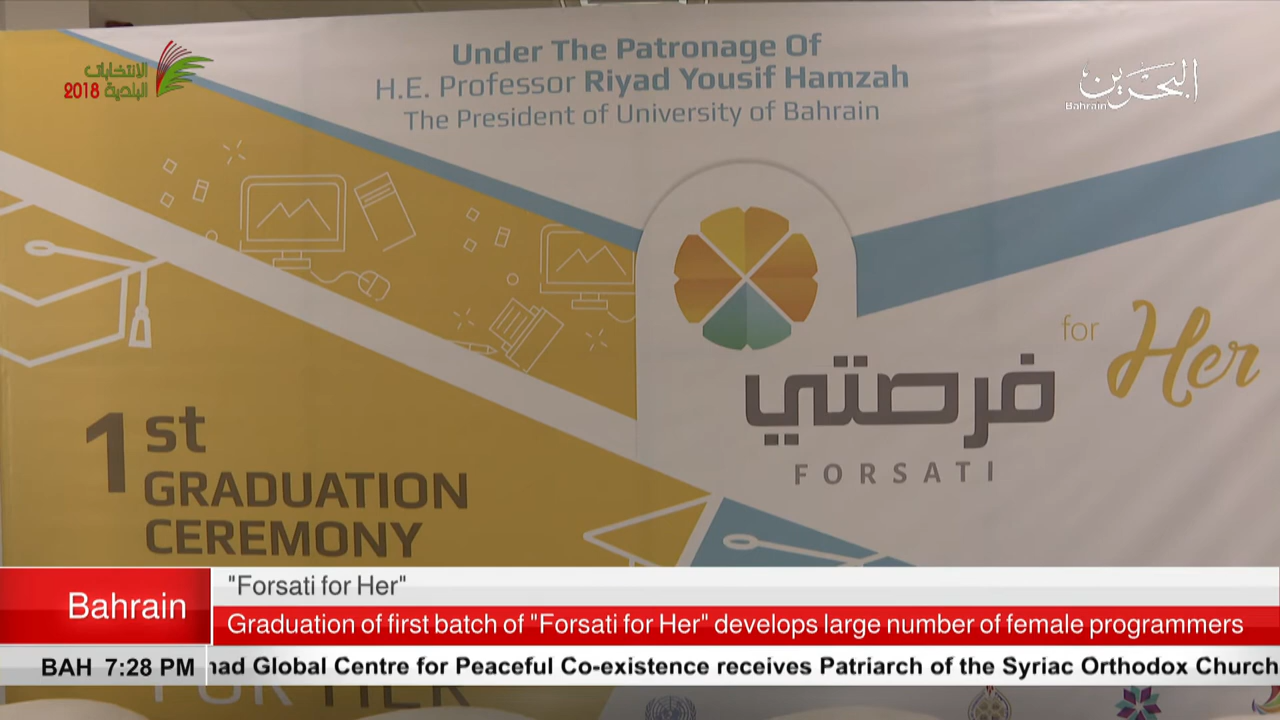 Under The Patronage Of
H.E. Professor Riyad Yousif Hamzah
The President of University of Bahrain
الانتخابات
البلدية 2018
البحرين
Bahrain
for Her
فرصتي
FORSATI
1st
GRADUATION
CEREMONY
FOR HER
Bahrain
"Forsati for Her"
Graduation of first batch of "Forsati for Her" develops large number of female programmers
BAH 7:28 PM
Global Centre for Peaceful Co-existence receives Patriarch of the Syriac Orthodox Church